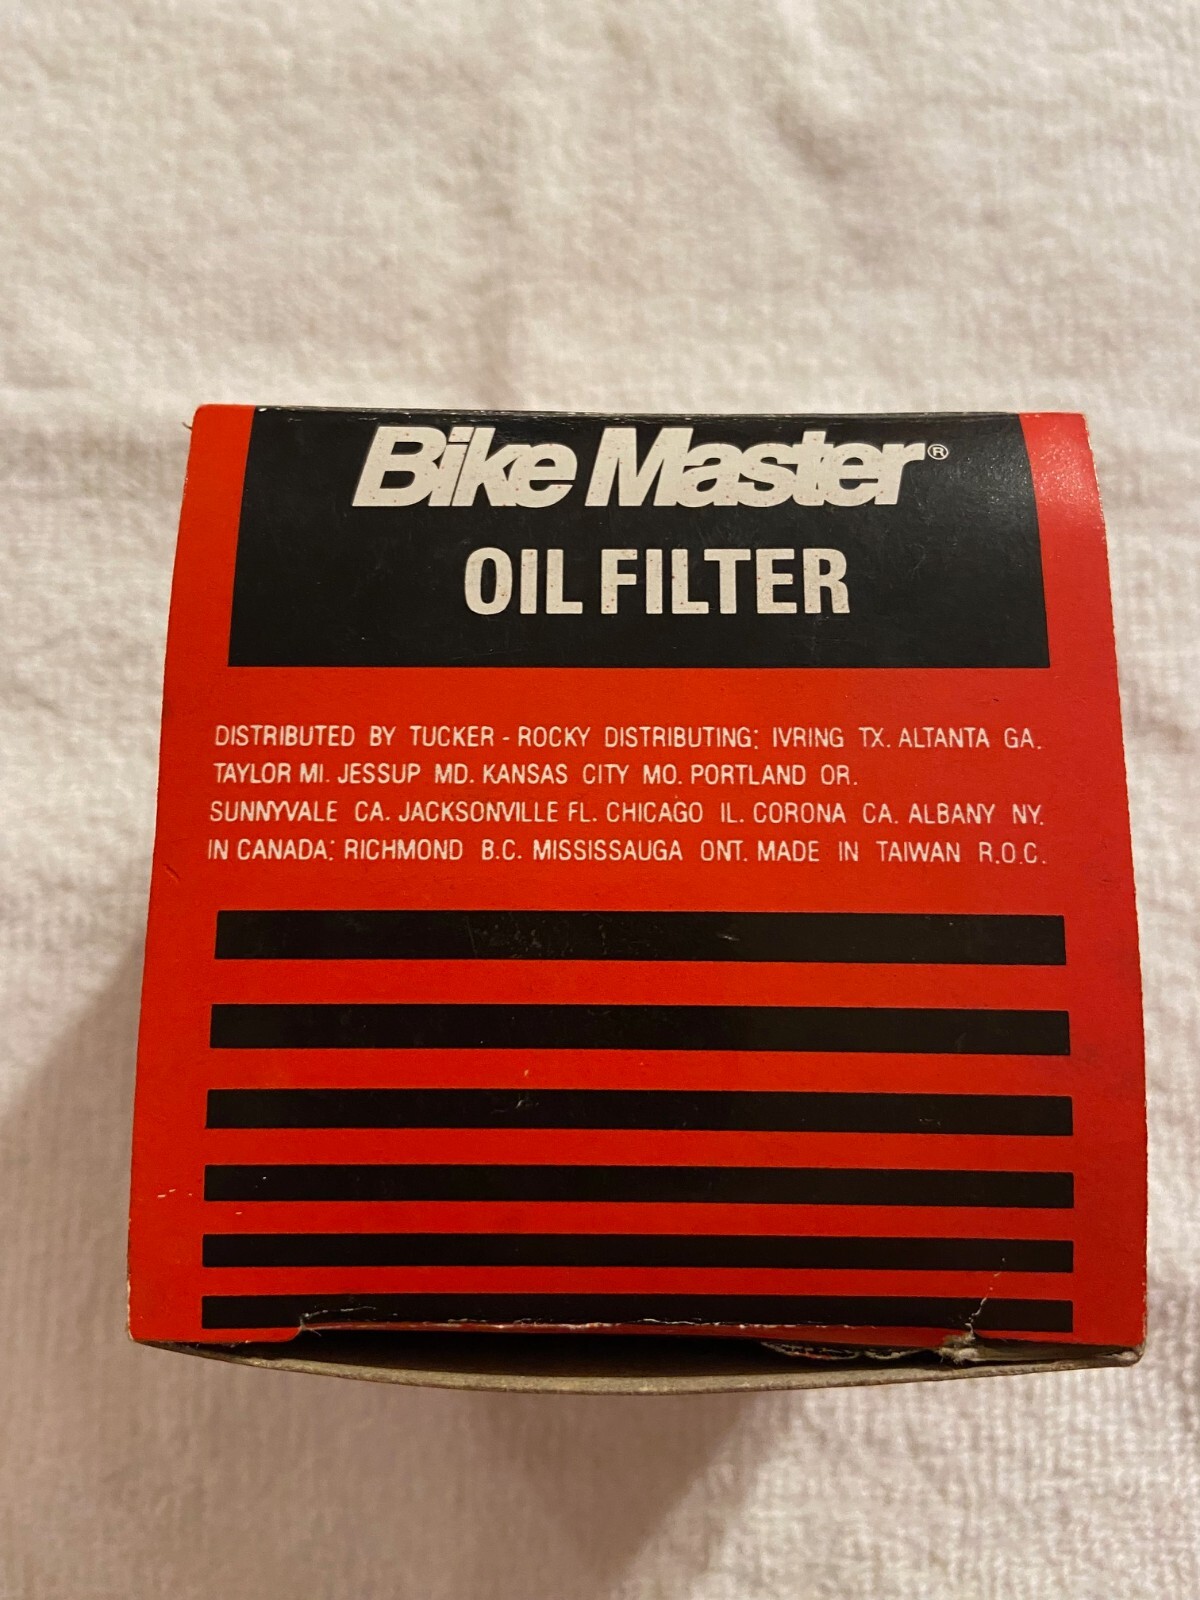 Bike Master®
OIL FILTER
DISTRIBUTED BY TUCKER - ROCKY DISTRIBUTING: IVRING TX. ALTANTA GA.
TAYLOR MI. JESSUP MD. KANSAS CITY MO. PORTLAND OR.
SUNNYVALE CA. JACKSONVILLE FL. CHICAGO IL. CORONA CA. ALBANY NY.
IN CANADA: RICHMOND B.C. MISSISSAUGA ONT. MADE IN TAIWAN R.O.C.